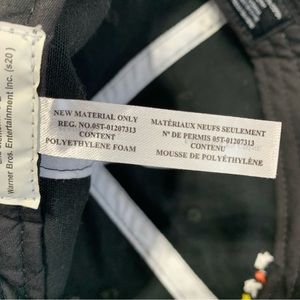 Warner Bros. Entertainment Inc. (s20)
NEW MATERIAL ONLY
REG. NO.05T-01207313
CONTENT
POLYETHYLENE FOAM
MATÉRIAUX NEUFS SEULEMENT
Nº DE PERMIS 05T-01207313
CONTENU
MOUSSE DE POLYÉTHYLÈNE